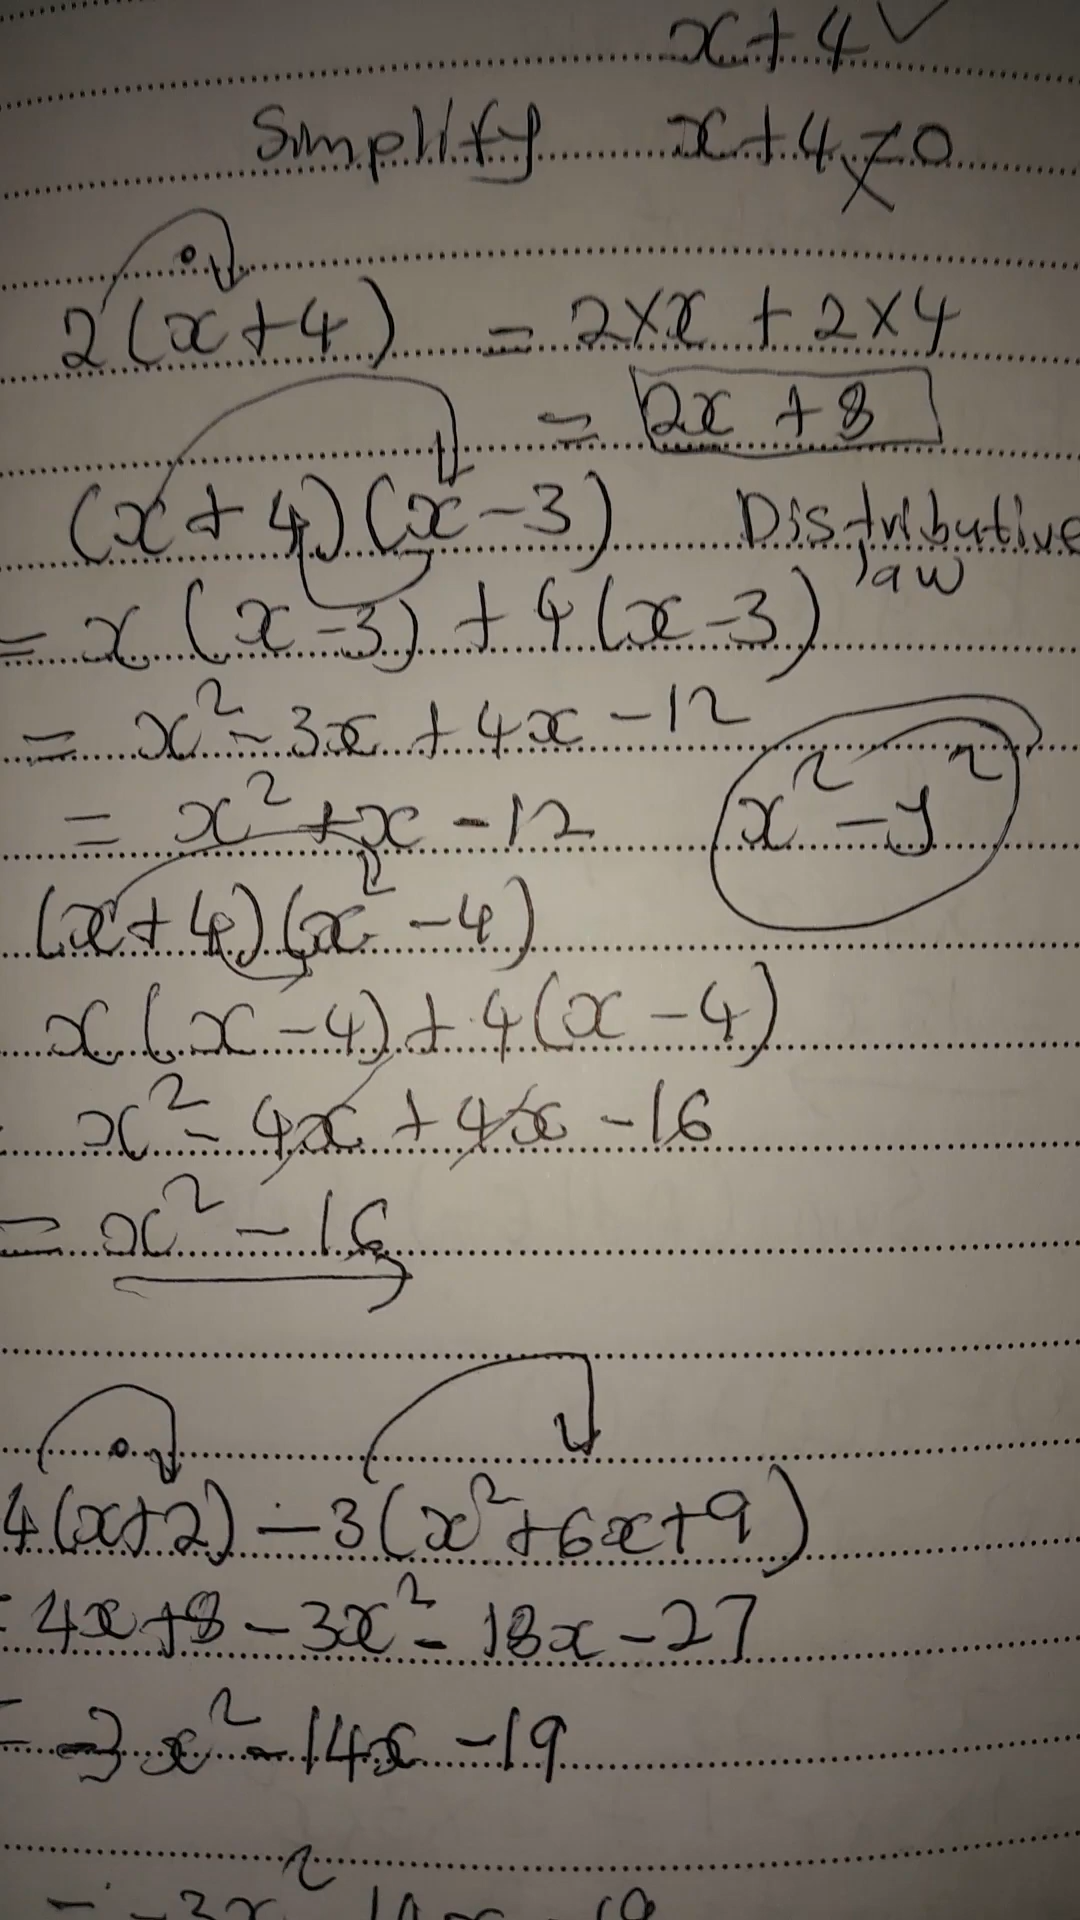 x+4 ✓
Simplify x+4≠0
2(x+4) = 2×x + 2×4
= 2x + 8
(x+4)(x-3) Distributive law
= x(x-3) + 4(x-3)
= x² - 3x + 4x - 12
= x² + x - 12 x² - y²
(x+4)(x² - 4)
x(x-4) + 4(x-4)
x² - 4x + 4x - 16
= x² - 16
4(x+2) - 3(x²+6x+9)
= 4x+8 - 3x² - 18x - 27
= -3x² - 14x - 19